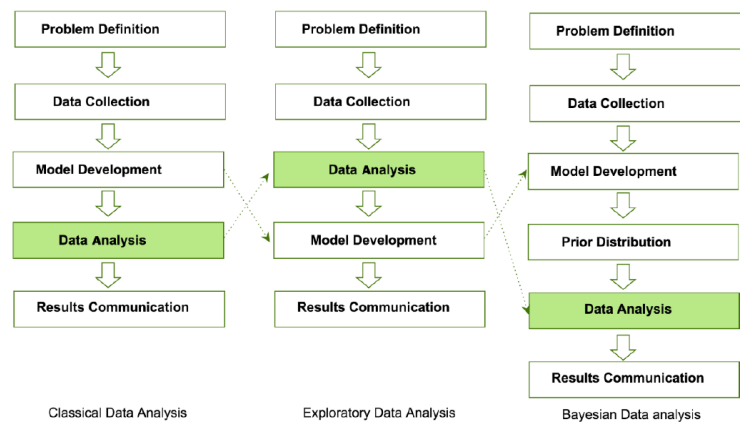 Problem Definition
Data Collection
Model Development
Data Analysis
Results Communication
Classical Data Analysis
Problem Definition
Data Collection
Data Analysis
Model Development
Results Communication
Exploratory Data Analysis
Problem Definition
Data Collection
Model Development
Prior Distribution
Data Analysis
Results Communication
Bayesian Data analysis